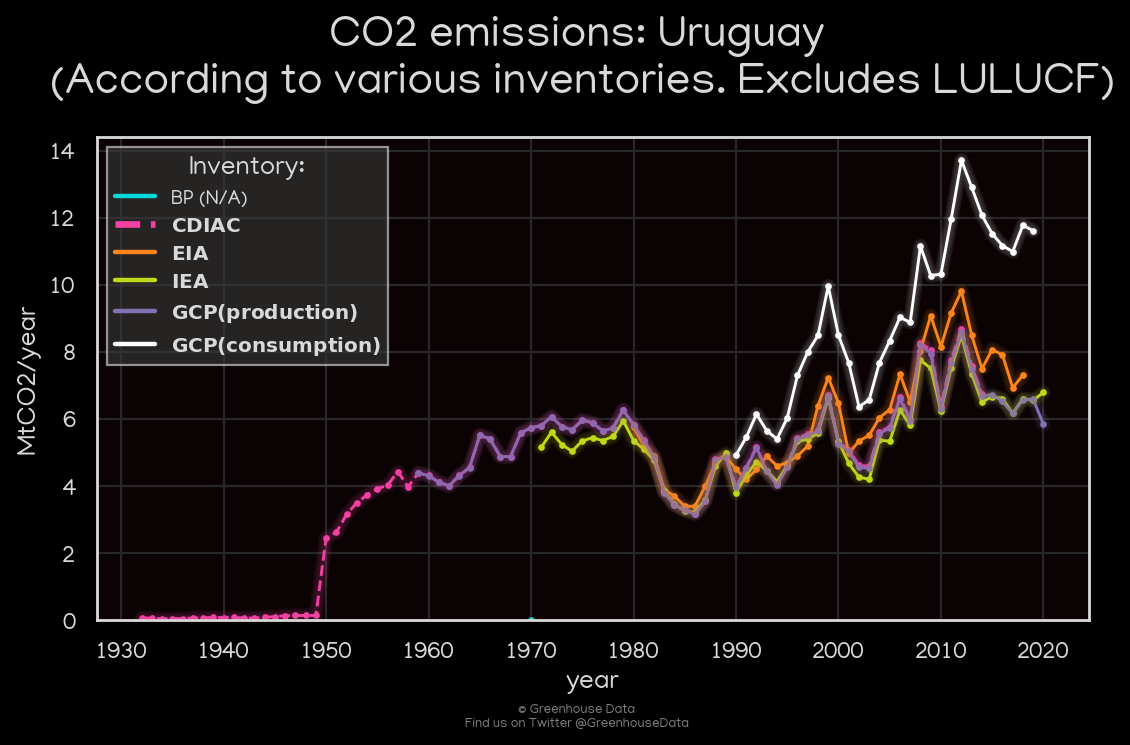 CO2 emissions: Uruguay
(According to various inventories. Excludes LULUCF)
MtCO2/year
14
12
10
8
6
4
2
0
Inventory:
BP (N/A)
CDIAC
EIA
IEA
GCP(production)
GCP(consumption)
1930 1940 1950 1960 1970 1980 1990 2000 2010 2020
year
© Greenhouse Data
Find us on Twitter @GreenhouseData